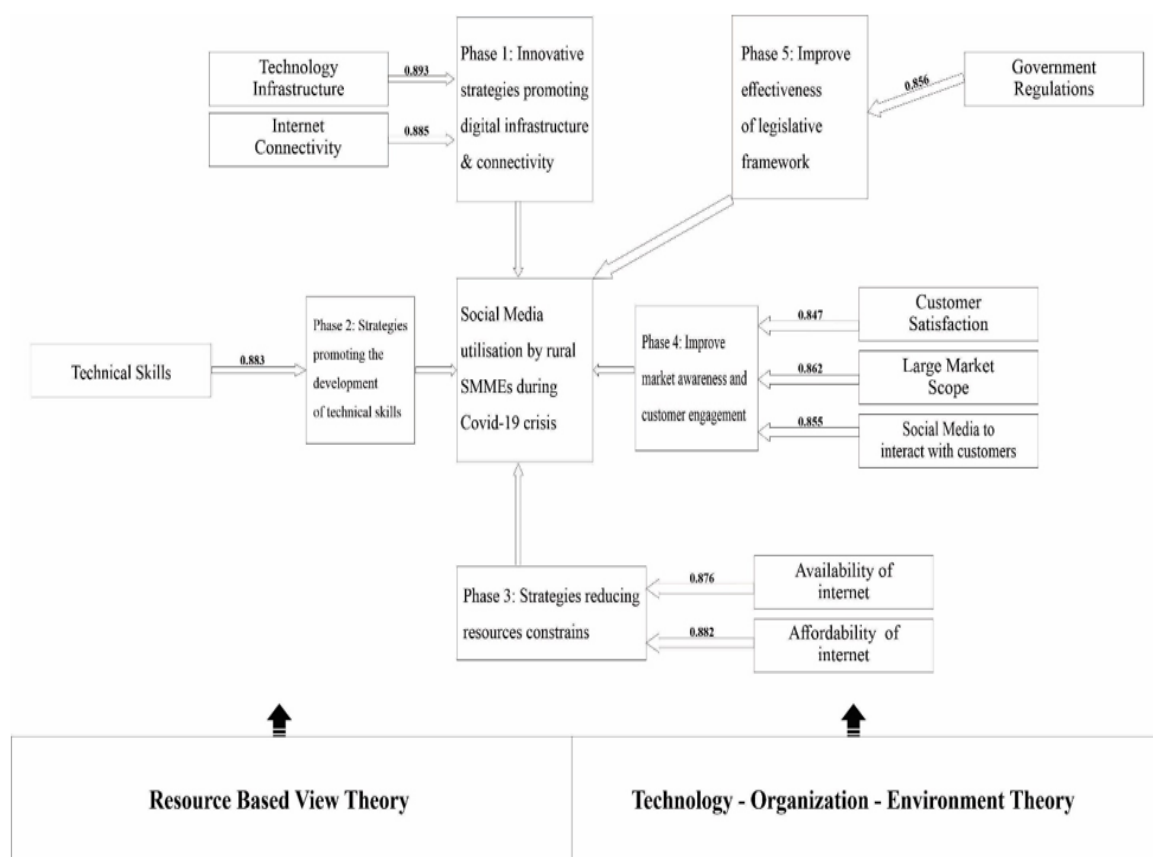 Technology
Infrastructure
0.893
Internet
Connectivity
0.885
Phase 1: Innovative
strategies promoting
digital infrastructure
& connectivity
Phase 5: Improve
effectiveness
of legislative
framework
0.856
Government
Regulations
Technical Skills
0.883
Phase 2: Strategies
promoting the
development
of technical skills
Social Media
utilisation by rural
SMMEs during
Covid-19 crisis
Phase 4: Improve
market awareness and
customer engagement
0.847
Customer
Satisfaction
0.862
Large Market
Scope
0.855
Social Media to
interact with customers
Phase 3: Strategies reducing
resources constrains
0.876
Availability of
internet
0.882
Affordability of
internet
Resource Based View Theory
Technology - Organization - Environment Theory